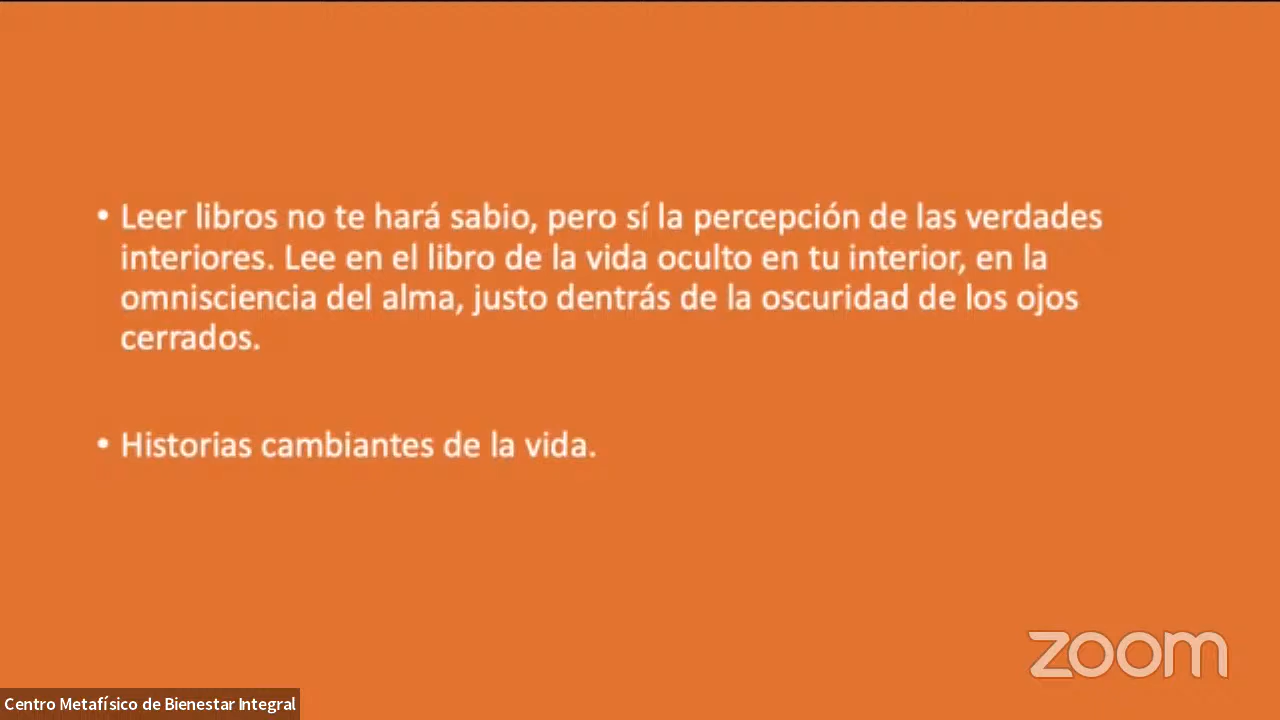 • Leer libros no te hará sabio, pero sí la percepción de las verdades
interiores. Lee en el libro de la vida oculto en tu interior, en la
omnisciencia del alma, justo dentrás de la oscuridad de los ojos
cerrados.
• Historias cambiantes de la vida.
zoom
Centro Metafísico de Bienestar Integral